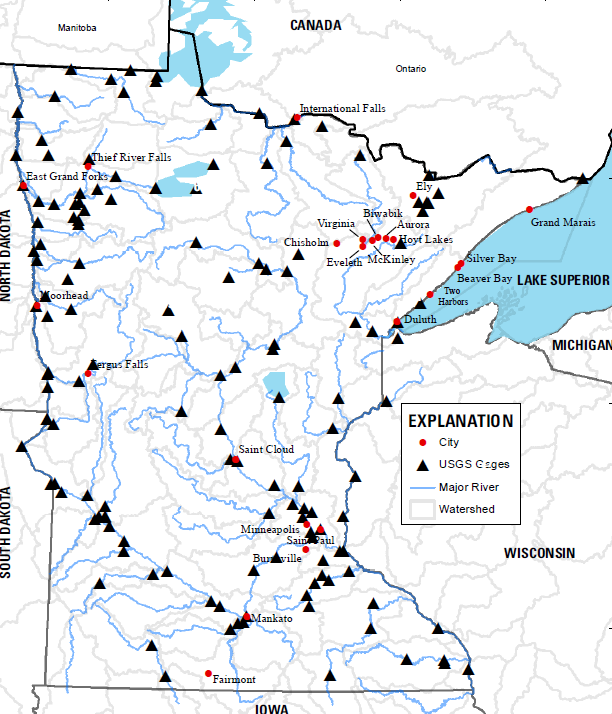 CANADA
Manitoba
Ontario
International Falls
Thief River Falls
East Grand Forks
Ely
Biwabik
Virginia
Aurora
Grand Marais
Chisholm
Hoyt Lakes
Eveleth
McKinley
Silver Bay
Beaver Bay
NORTH DAKOTA
LAKE SUPERIOR
Two
Harbors
Moorhead
Duluth
MICHIGAN
Fergus Falls
EXPLANATION
City
USGS Gages
Major River
Watershed
Saint Cloud
SOUTH DAKOTA
Minneapolis
Saint Paul
WISCONSIN
Burnsville
Mankato
Fairmont
IOWA